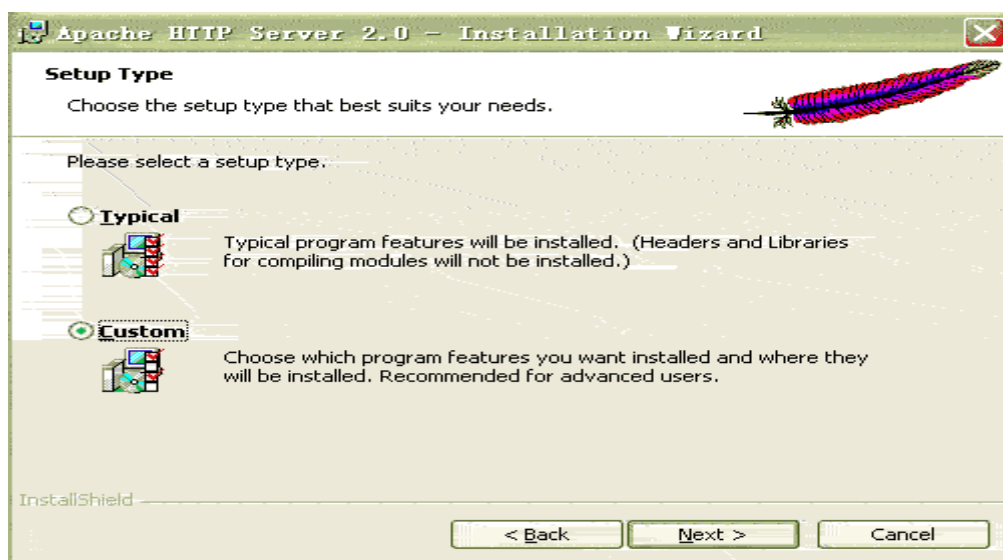 Apache HTTP Server 2.0 - Installation Wizard
Setup Type
Choose the setup type that best suits your needs.
Please select a setup type.
Typical
Typical program features will be installed. (Headers and Libraries
for compiling modules will not be installed.)
Custom
Choose which program features you want installed and where they
will be installed. Recommended for advanced users.
InstallShield
< Back
Next >
Cancel